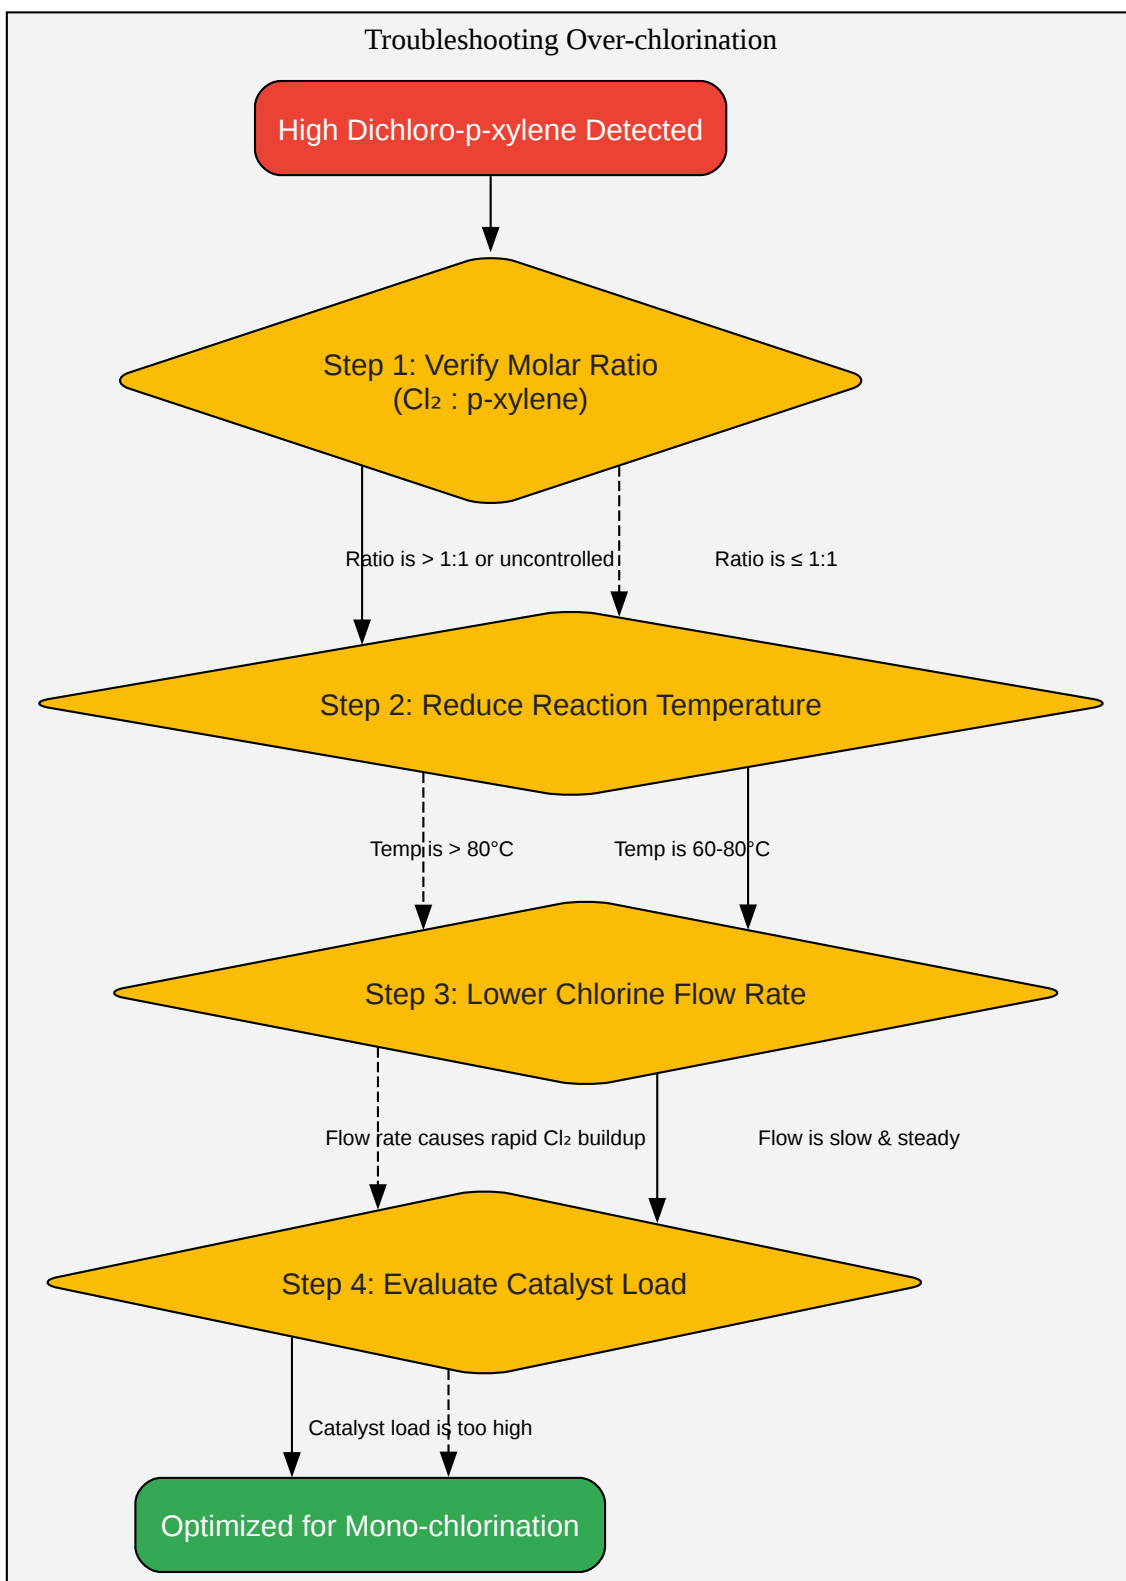 Troubleshooting Over-chlorination
High Dichloro-p-xylene Detected
Step 1: Verify Molar Ratio
(Cl₂ : p-xylene)
Ratio is > 1:1 or uncontrolled
Ratio is ≤ 1:1
Step 2: Reduce Reaction Temperature
Temp is > 80°C
Temp is 60-80°C
Step 3: Lower Chlorine Flow Rate
Flow rate causes rapid Cl₂ buildup
Flow is slow & steady
Step 4: Evaluate Catalyst Load
Catalyst load is too high
Optimized for Mono-chlorination